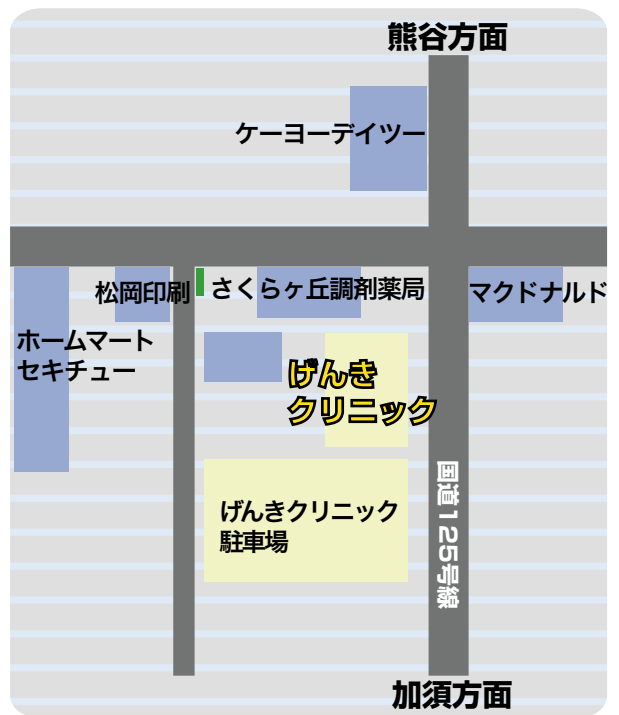 熊谷方面
ケーヨーデイツー
松岡印刷
さくらヶ丘調剤薬局
マクドナルド
ホームマート
セキチュー
げんき
クリニック
げんきクリニック
駐車場
国道125号線
加須方面